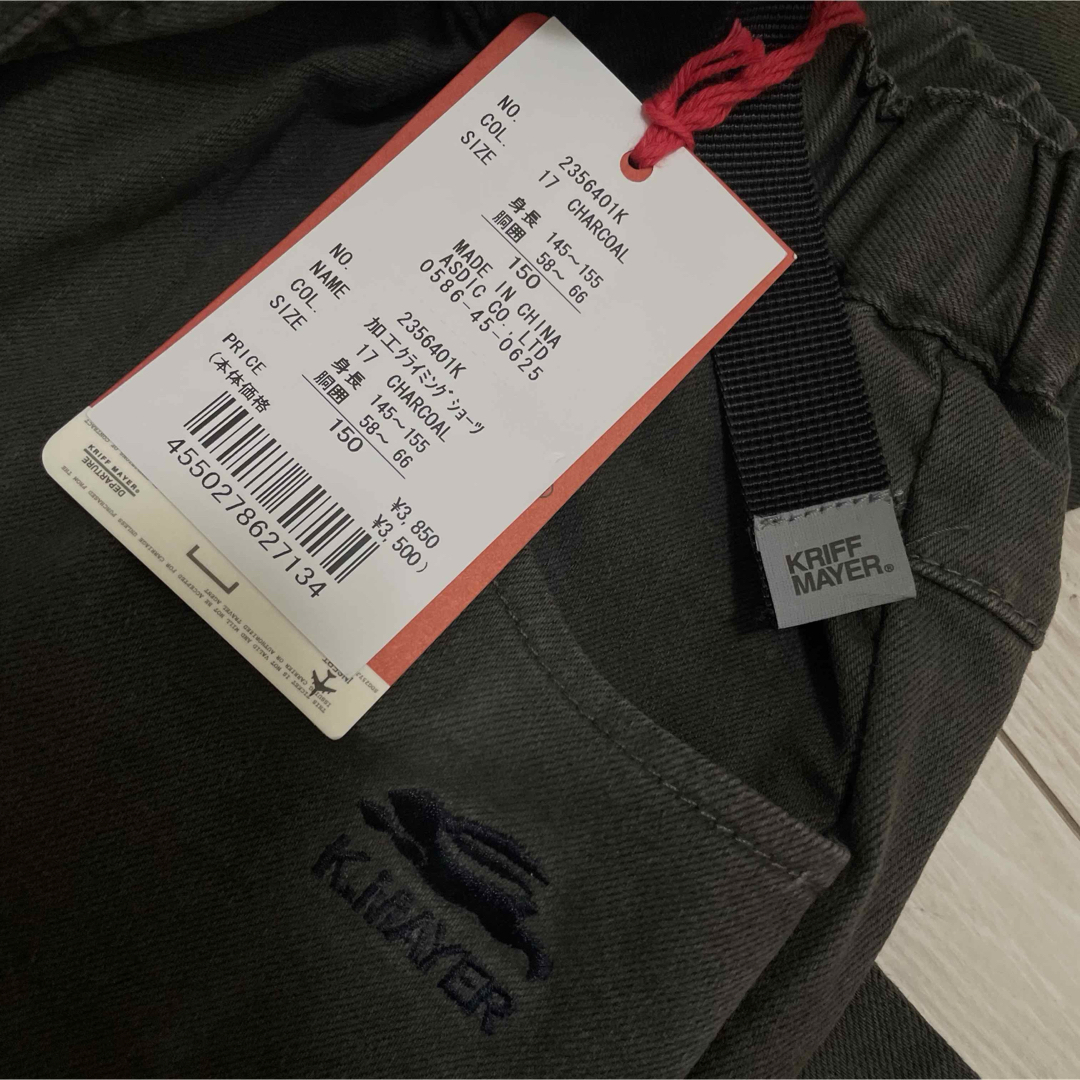 NO. 2356401K
COL. 17 CHARCOAL
SIZE 身長 145～155
胴囲 58～ 66
150
MADE IN CHINA
ASDIC CO.,LTD
0586-45-0625
NO. 2356401K
NAME 加工ｸﾗｲﾐﾝｸﾞｼｮｰﾂ
COL. 17 CHARCOAL
SIZE 身長 145～155
胴囲 58～ 66
150
PRICE ¥3,850
(本体価格 ¥3,500)
4550278627134
KRIFF MAYER®
DEPARTURE
KRIFF
MAYER®
K.MAYER